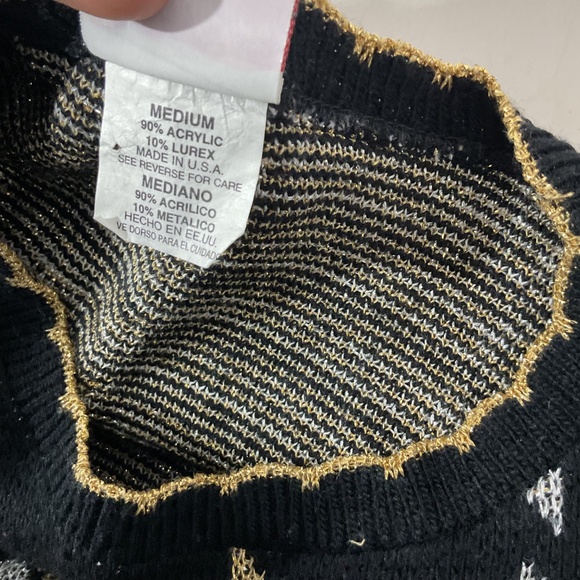 MEDIUM
90% ACRYLIC
10% LUREX
MADE IN U.S.A.
SEE REVERSE FOR CARE
MEDIANO
90% ACRILICO
10% METALICO
HECHO EN EE.UU.
VE DORSO PARA EL CUIDADO